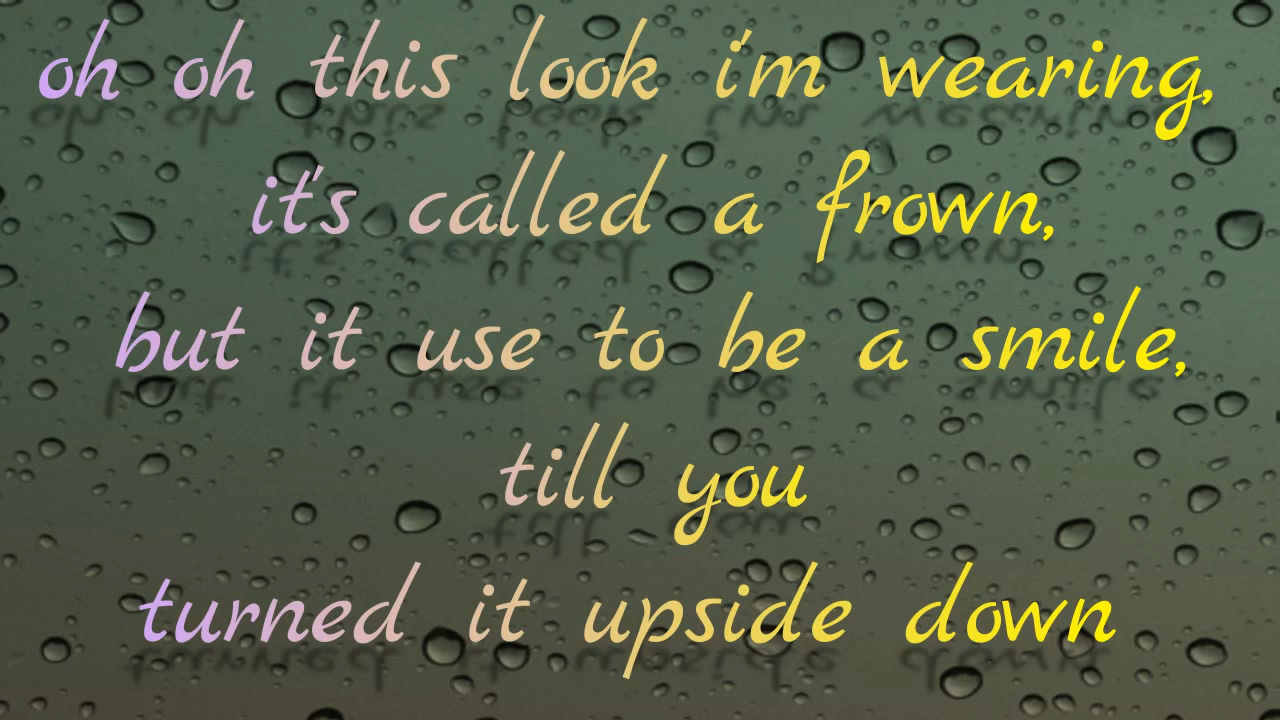 oh oh this look i'm wearing,
it's called a frown,
but it use to be a smile,
till you
turned it upside down